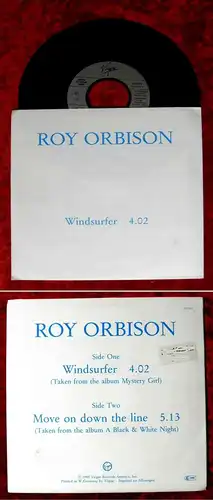 Virgin
ROY ORBISON
Windsurfer 4.02
ROY ORBISON
Side One
Windsurfer 4.02
(Taken from the album Mystery Girl)
Side Two
Move on down the line 5.13
(Taken from the album A Black & White Night)